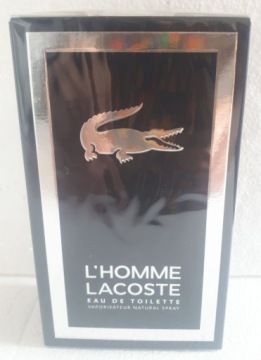 L'HOMME
LACOSTE
EAU DE TOILETTE
VAPORISATEUR NATURAL SPRAY